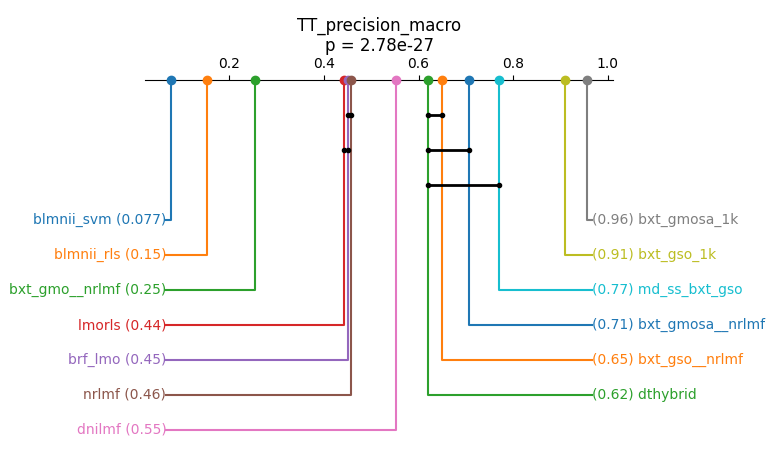 TT_precision_macro
p = 2.78e-27
0.2 0.4 0.6 0.8 1.0
blmnii_svm (0.077) (0.96) bxt_gmosa_1k
blmnii_rls (0.15) (0.91) bxt_gso_1k
bxt_gmo__nrlmf (0.25) (0.77) md_ss_bxt_gso
lmorls (0.44) (0.71) bxt_gmosa__nrlmf
brf_lmo (0.45) (0.65) bxt_gso__nrlmf
nrlmf (0.46) (0.62) dthybrid
dnilmf (0.55)